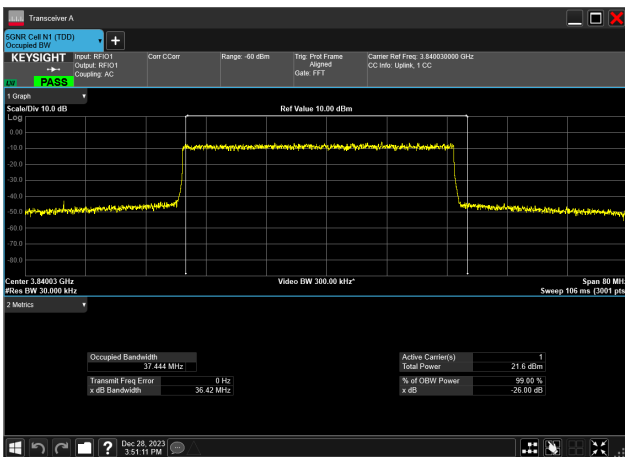 Transceiver A
5GNR Cell N1 (TDD)
Occupied BW
KEYSIGHT
Input: RFIO1
Output: RFIO1
Coupling: AC
Corr CCorr
Range: -60 dBm
Trig: Prot Frame
Aligned
Gate: FFT
Carrier Ref Freq: 3.840030000 GHz
CC Info: Uplink, 1 CC
PASS
1 Graph
Scale/Div 10.0 dB
Ref Value 10.00 dBm
Log
0.00
-10.0
-20.0
-30.0
-40.0
-50.0
-60.0
-70.0
-80.0
Center 3.84003 GHz
Video BW 300.00 kHz*
Span 80 MHz
#Res BW 30.000 kHz
Sweep 106 ms (3001 pts
2 Metrics
Occupied Bandwidth
37.444 MHz
Transmit Freq Error 0 Hz
x dB Bandwidth 36.42 MHz
Active Carrier(s) 1
Total Power 21.6 dBm
% of OBW Power 99.00 %
x dB -26.00 dB
Dec 28, 2023
3:51:11 PM